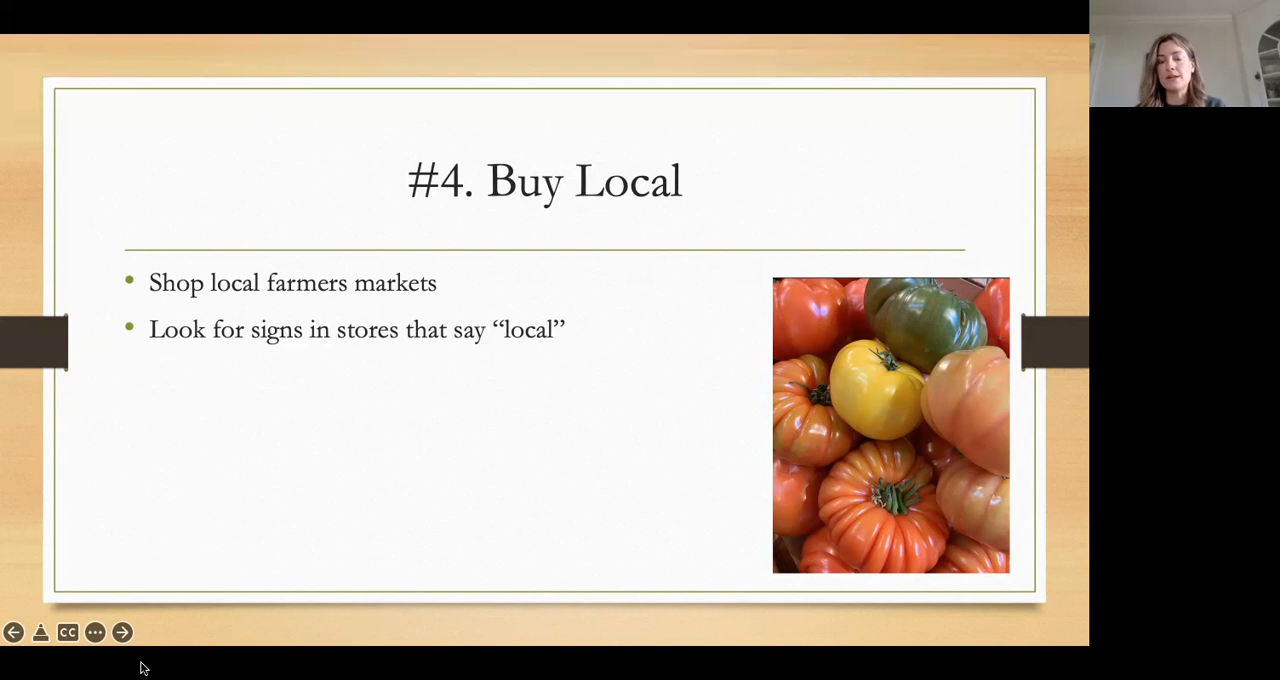 #4. Buy Local
Shop local farmers markets
Look for signs in stores that say “local”
CC